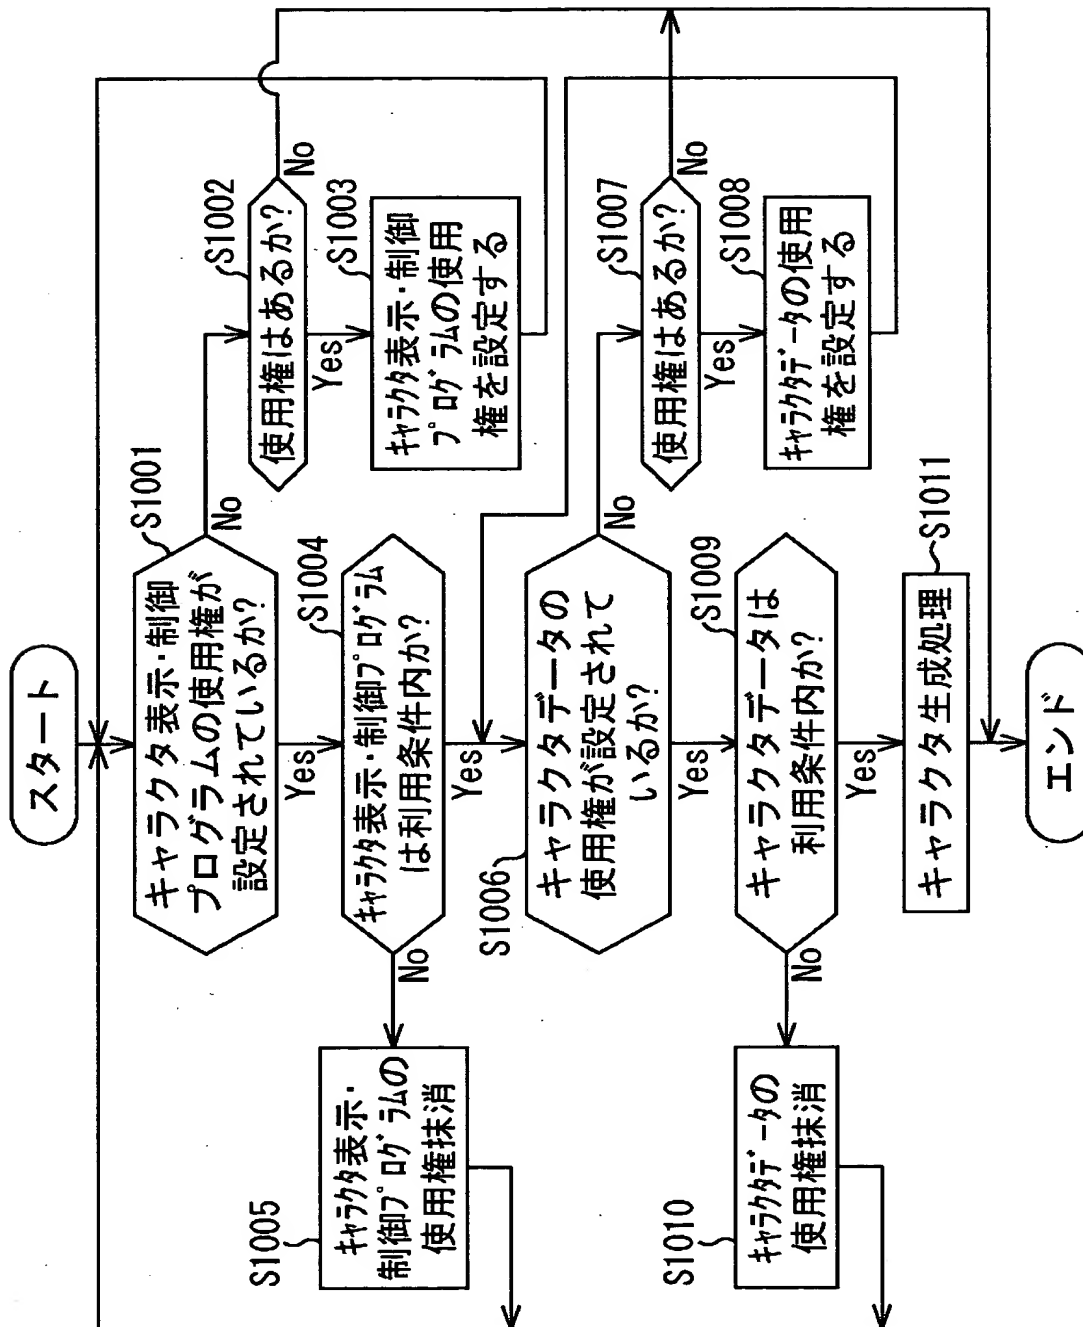 スタート
キャラクタ表示・制御
プログラムの使用権が
設定されているか?
S1001
No
Yes
使用権はあるか?
S1002
No
Yes
キャラクタ表示・制御
プログラムの使用
権を設定する
S1003
キャラクタ表示・制御プログラム
は利用条件内か?
S1004
No
Yes
キャラクタ表示・
制御プログラムの
使用権抹消
S1005
キャラクタデータの
使用権が設定されて
いるか?
S1006
No
Yes
使用権はあるか?
S1007
No
Yes
キャラクタデータの使用
権を設定する
S1008
キャラクタデータは
利用条件内か?
S1009
No
Yes
キャラクタデータの
使用権抹消
S1010
キャラクタ生成処理
S1011
エンド